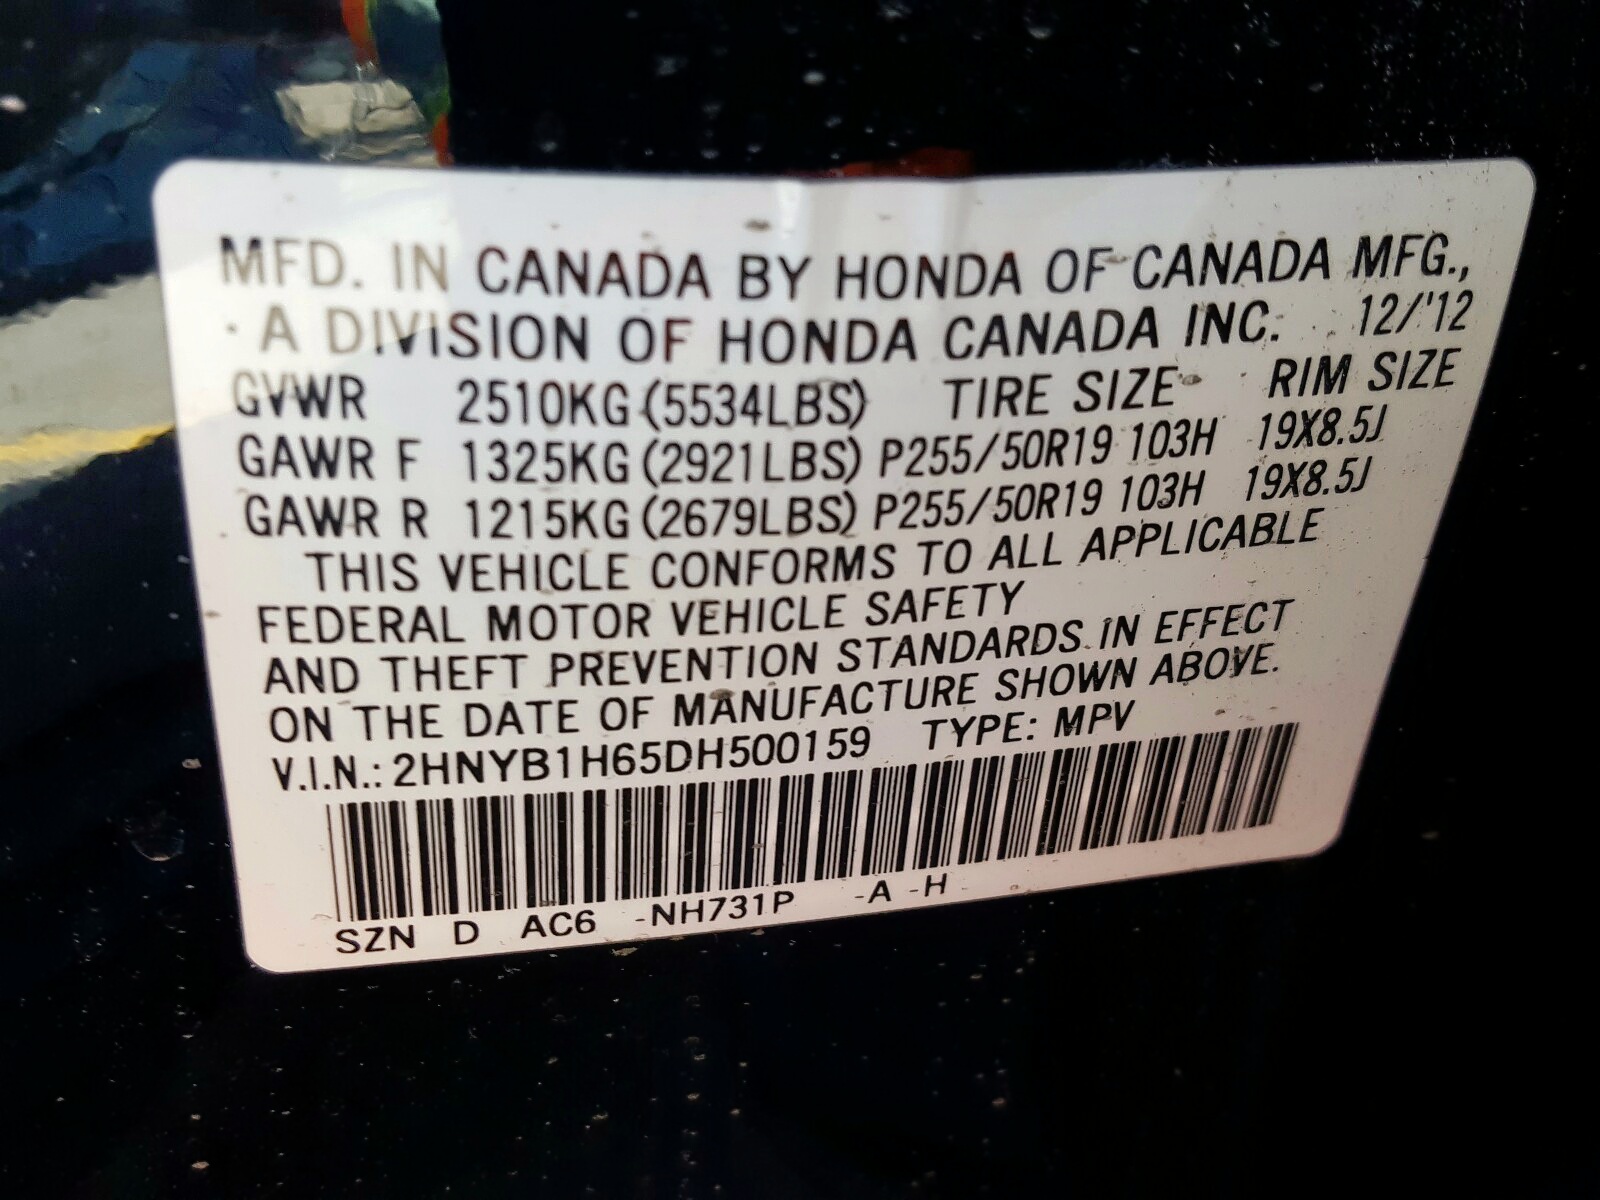 MFD. IN CANADA BY HONDA OF CANADA MFG.,
A DIVISION OF HONDA CANADA INC. 12/'12
GVWR 2510KG (5534LBS) TIRE SIZE RIM SIZE
GAWR F 1325KG (2921LBS) P255/50R19 103H 19X8.5J
GAWR R 1215KG (2679LBS) P255/50R19 103H 19X8.5J
THIS VEHICLE CONFORMS TO ALL APPLICABLE
FEDERAL MOTOR VEHICLE SAFETY
AND THEFT PREVENTION STANDARDS IN EFFECT
ON THE DATE OF MANUFACTURE SHOWN ABOVE.
V.I.N.: 2HNYB1H65DH500159 TYPE: MPV
SZN D AC6 -NH731P -A -H